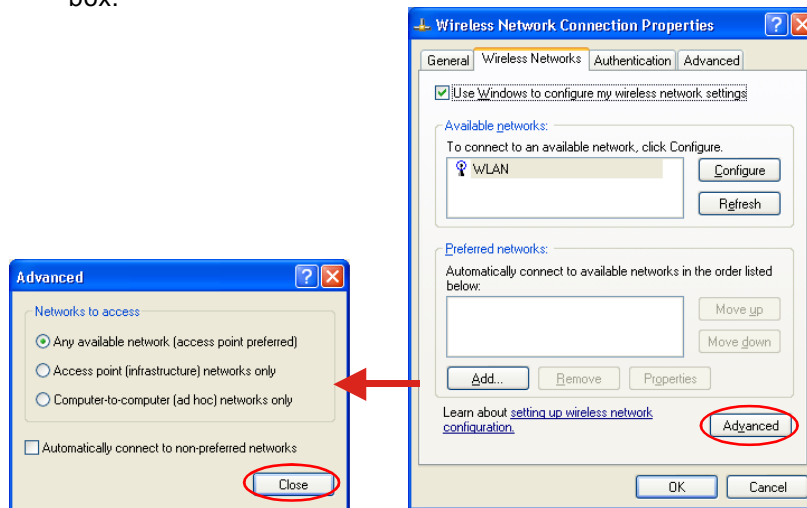 box.
Wireless Network Connection Properties
General Wireless Networks Authentication Advanced
Use Windows to configure my wireless network settings
Available networks:
To connect to an available network, click Configure.
WLAN
Configure
Refresh
Preferred networks:
Automatically connect to available networks in the order listed
below:
Move up
Move down
Add... Remove Properties
Learn about setting up wireless network
configuration.
Advanced
OK Cancel
Advanced
Networks to access
Any available network (access point preferred)
Access point (infrastructure) networks only
Computer-to-computer (ad hoc) networks only
Automatically connect to non-preferred networks
Close